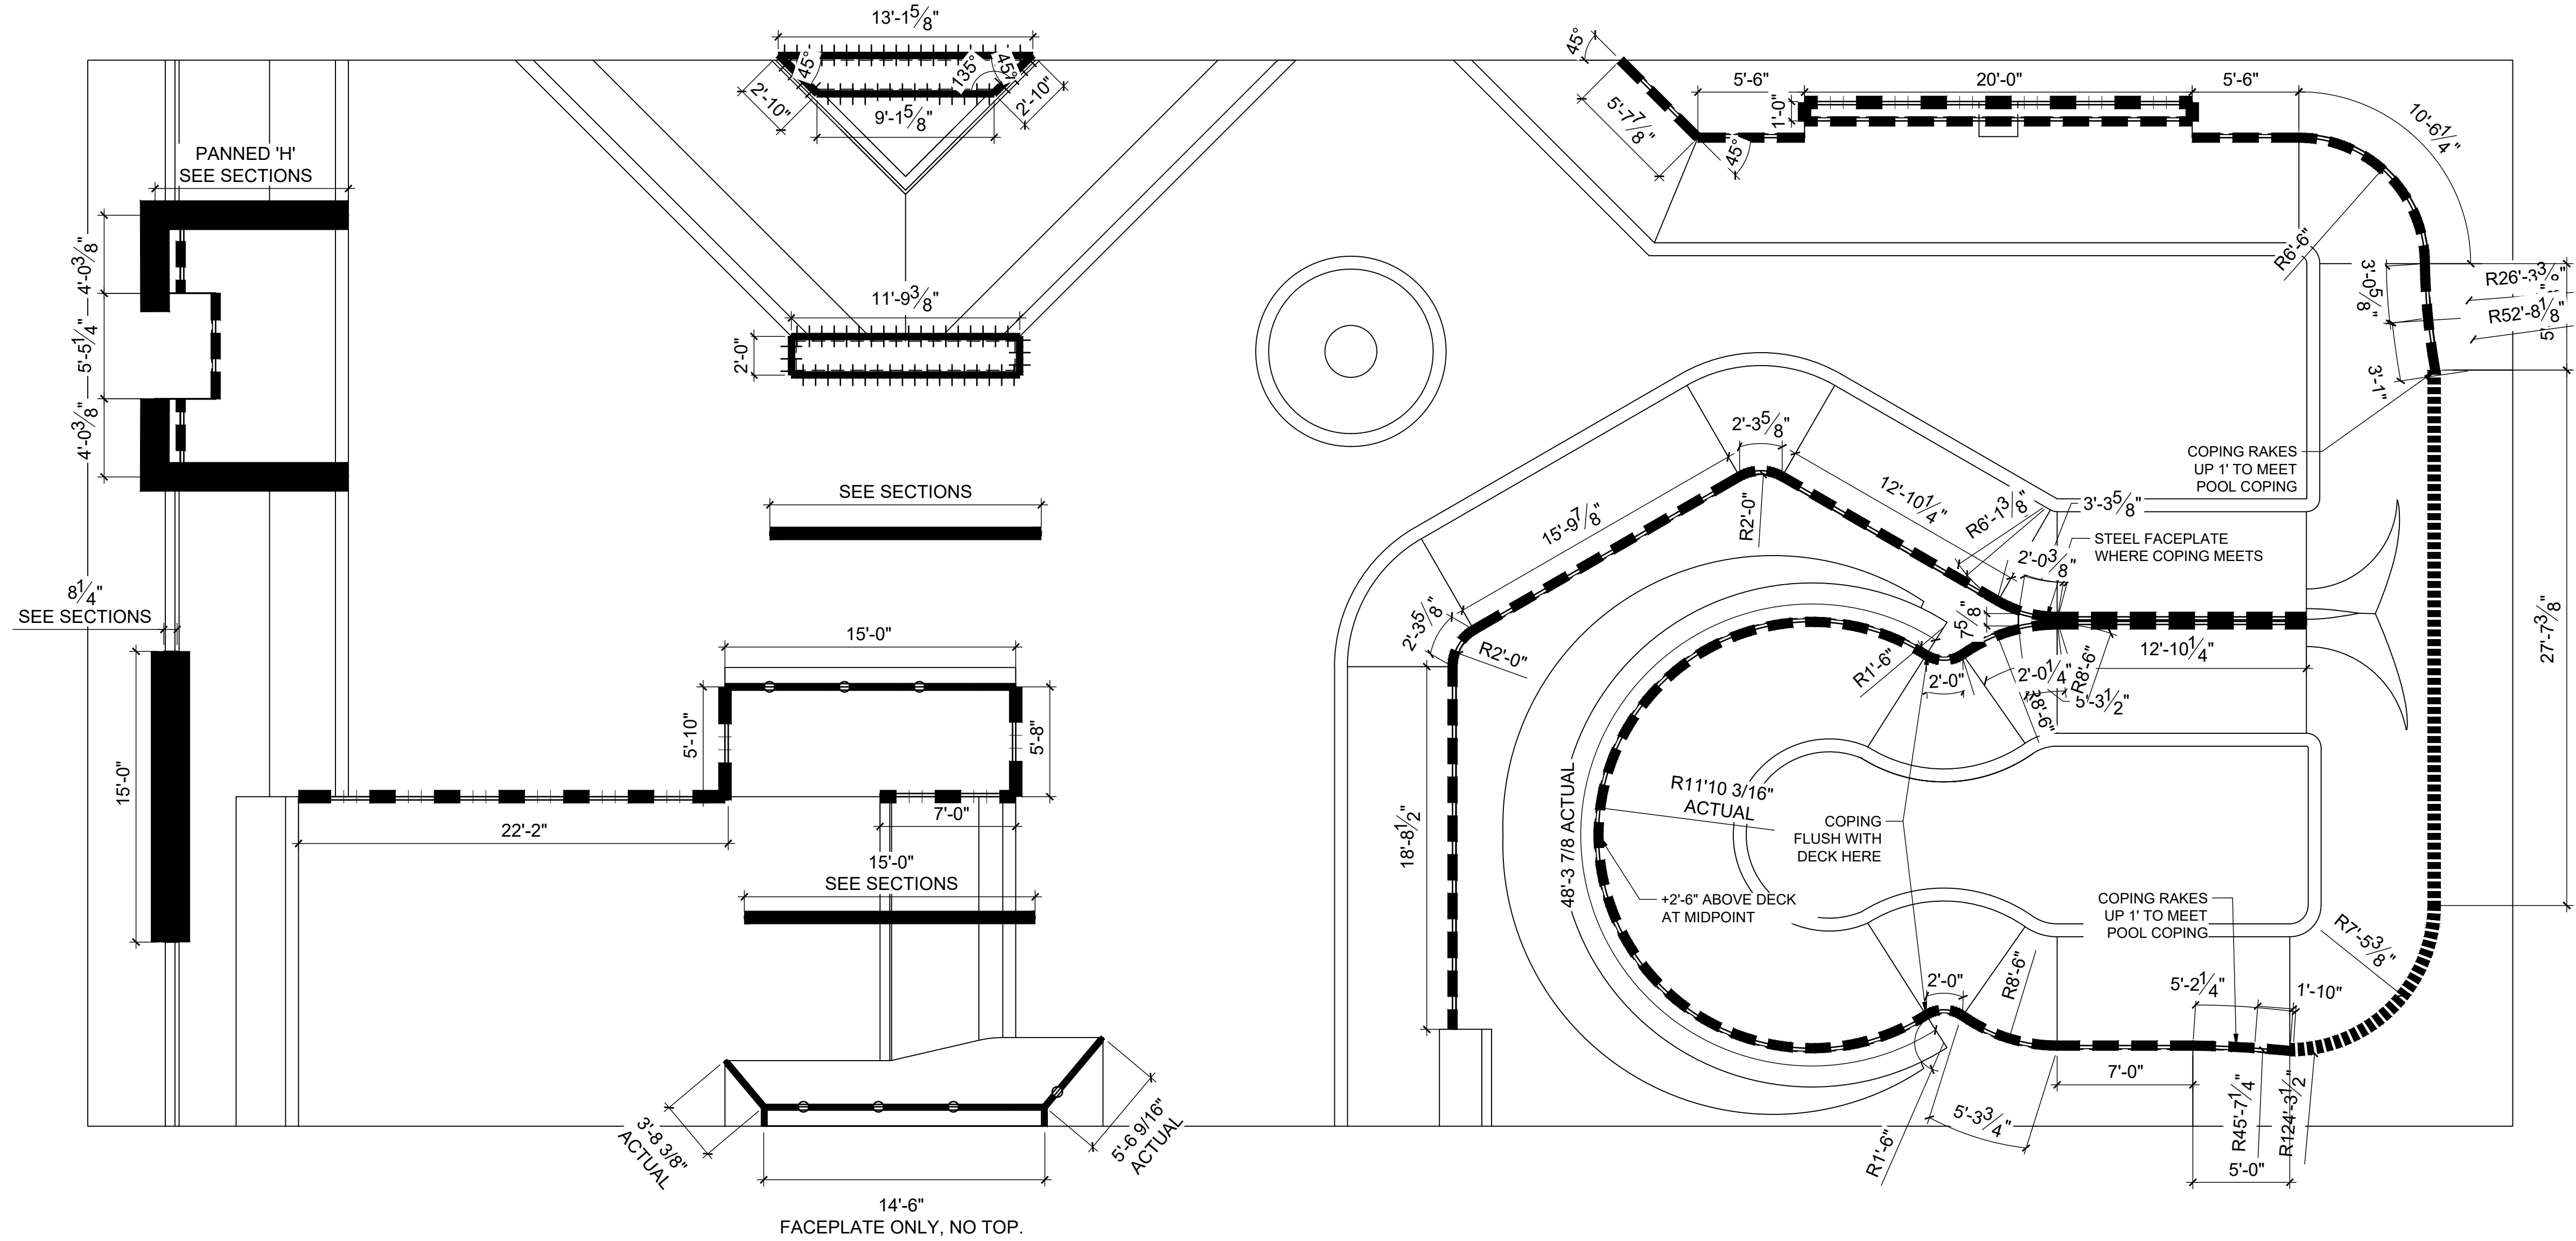 13'-1 5/8"
45°
135°
45°
2'-10"
2'-10"
9'-1 5/8"
PANNED 'H'
SEE SECTIONS
4'-0 3/8"
5'-5 1/4"
4'-0 3/8"
11'-9 3/8"
2'-0"
SEE SECTIONS
8 1/4"
SEE SECTIONS
15'-0"
15'-0"
5'-10"
5'-8"
22'-2"
7'-0"
15'-0"
SEE SECTIONS
3'-8 3/8"
ACTUAL
5'-6 9/16"
ACTUAL
14'-6"
FACEPLATE ONLY, NO TOP.
45°
5'-7 7/8"
45°
5'-6"
1'-0"
20'-0"
5'-6"
10'-6 1/4"
R6'-6"
3'-0 5/8"
R26'-3
R52'-8 1/8"
3'-1"
COPING RAKES
UP 1' TO MEET
POOL COPING
27'-7 3/8"
2'-3 5/8"
15'-9 7/8"
R2'-0"
12'-10 1/4"
R6'-1 3/8"
3'-3 5/8"
STEEL FACEPLATE
WHERE COPING MEETS
2'-0 3/8"
7 5/8"
2'-3 5/8"
R2'-0"
R1'-6"
2'-0"
2'-0 1/4"
R8'-6"
R8'-6"
5'-3 1/2"
12'-10 1/4"
18'-8 1/2"
48'-3 7/8 ACTUAL
R11'10 3/16"
ACTUAL
COPING
FLUSH WITH
DECK HERE
+2'-6" ABOVE DECK
AT MIDPOINT
COPING RAKES
UP 1' TO MEET
POOL COPING
R7'-5 3/8"
2'-0"
R8'-6"
5'-2 1/4"
1'-10"
7'-0"
R1'-6"
5'-3 3/4"
R45'-7 1/4"
R124'-3 1/2"
5'-0"